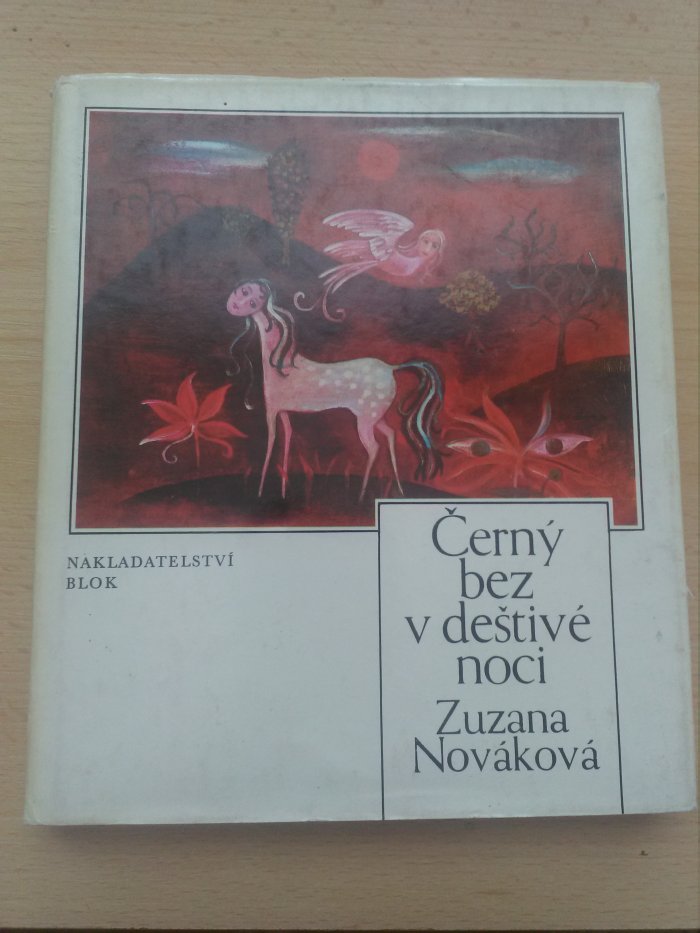 NAKLADATELSTVÍ
BLOK
Černý
bez
v deštivé
noci
Zuzana
Nováková